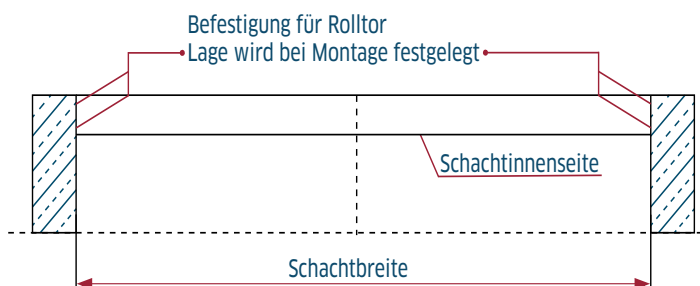 Befestigung für Rolltor
Lage wird bei Montage festgelegt
Schachtinnenseite
Schachtbreite